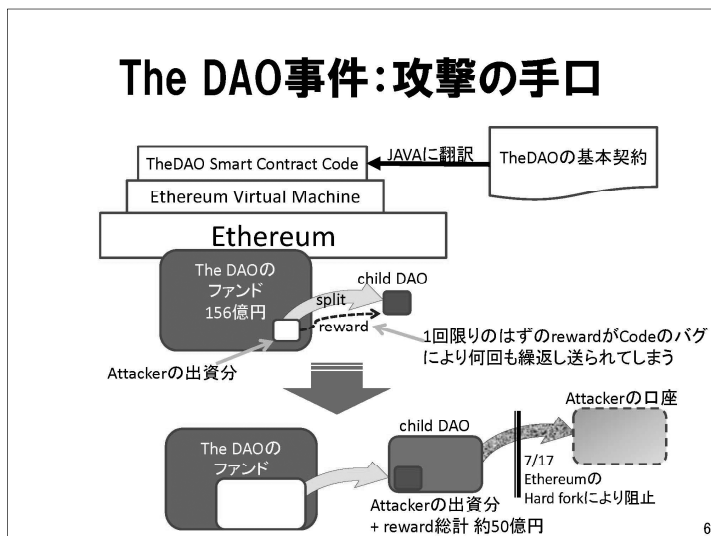 The DAO事件：攻撃の手口
TheDAO Smart Contract Code
JAVAに翻訳
TheDAOの基本契約
Ethereum Virtual Machine
Ethereum
The DAOの
ファンド
156億円
child DAO
split
reward
1回限りのはずのrewardがCodeのバグ
により何回も繰返し送られてしまう
Attackerの出資分
Attackerの口座
child DAO
The DAOの
ファンド
7/17
Ethereumの
Hard forkにより阻止
Attackerの出資分
+ reward総計 約50億円
6